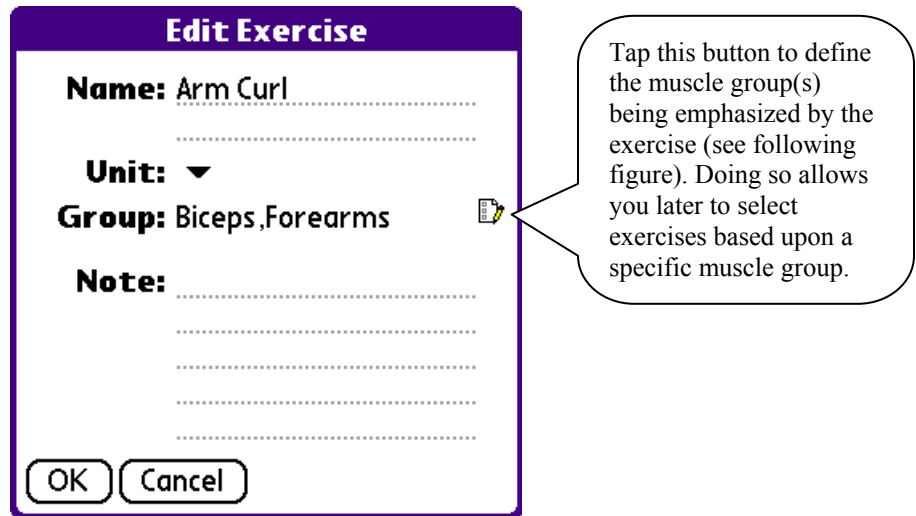 Edit Exercise
Name: Arm Curl
Unit:
Group: Biceps,Forearms
Note:
OK Cancel
Tap this button to define
the muscle group(s)
being emphasized by the
exercise (see following
figure). Doing so allows
you later to select
exercises based upon a
specific muscle group.